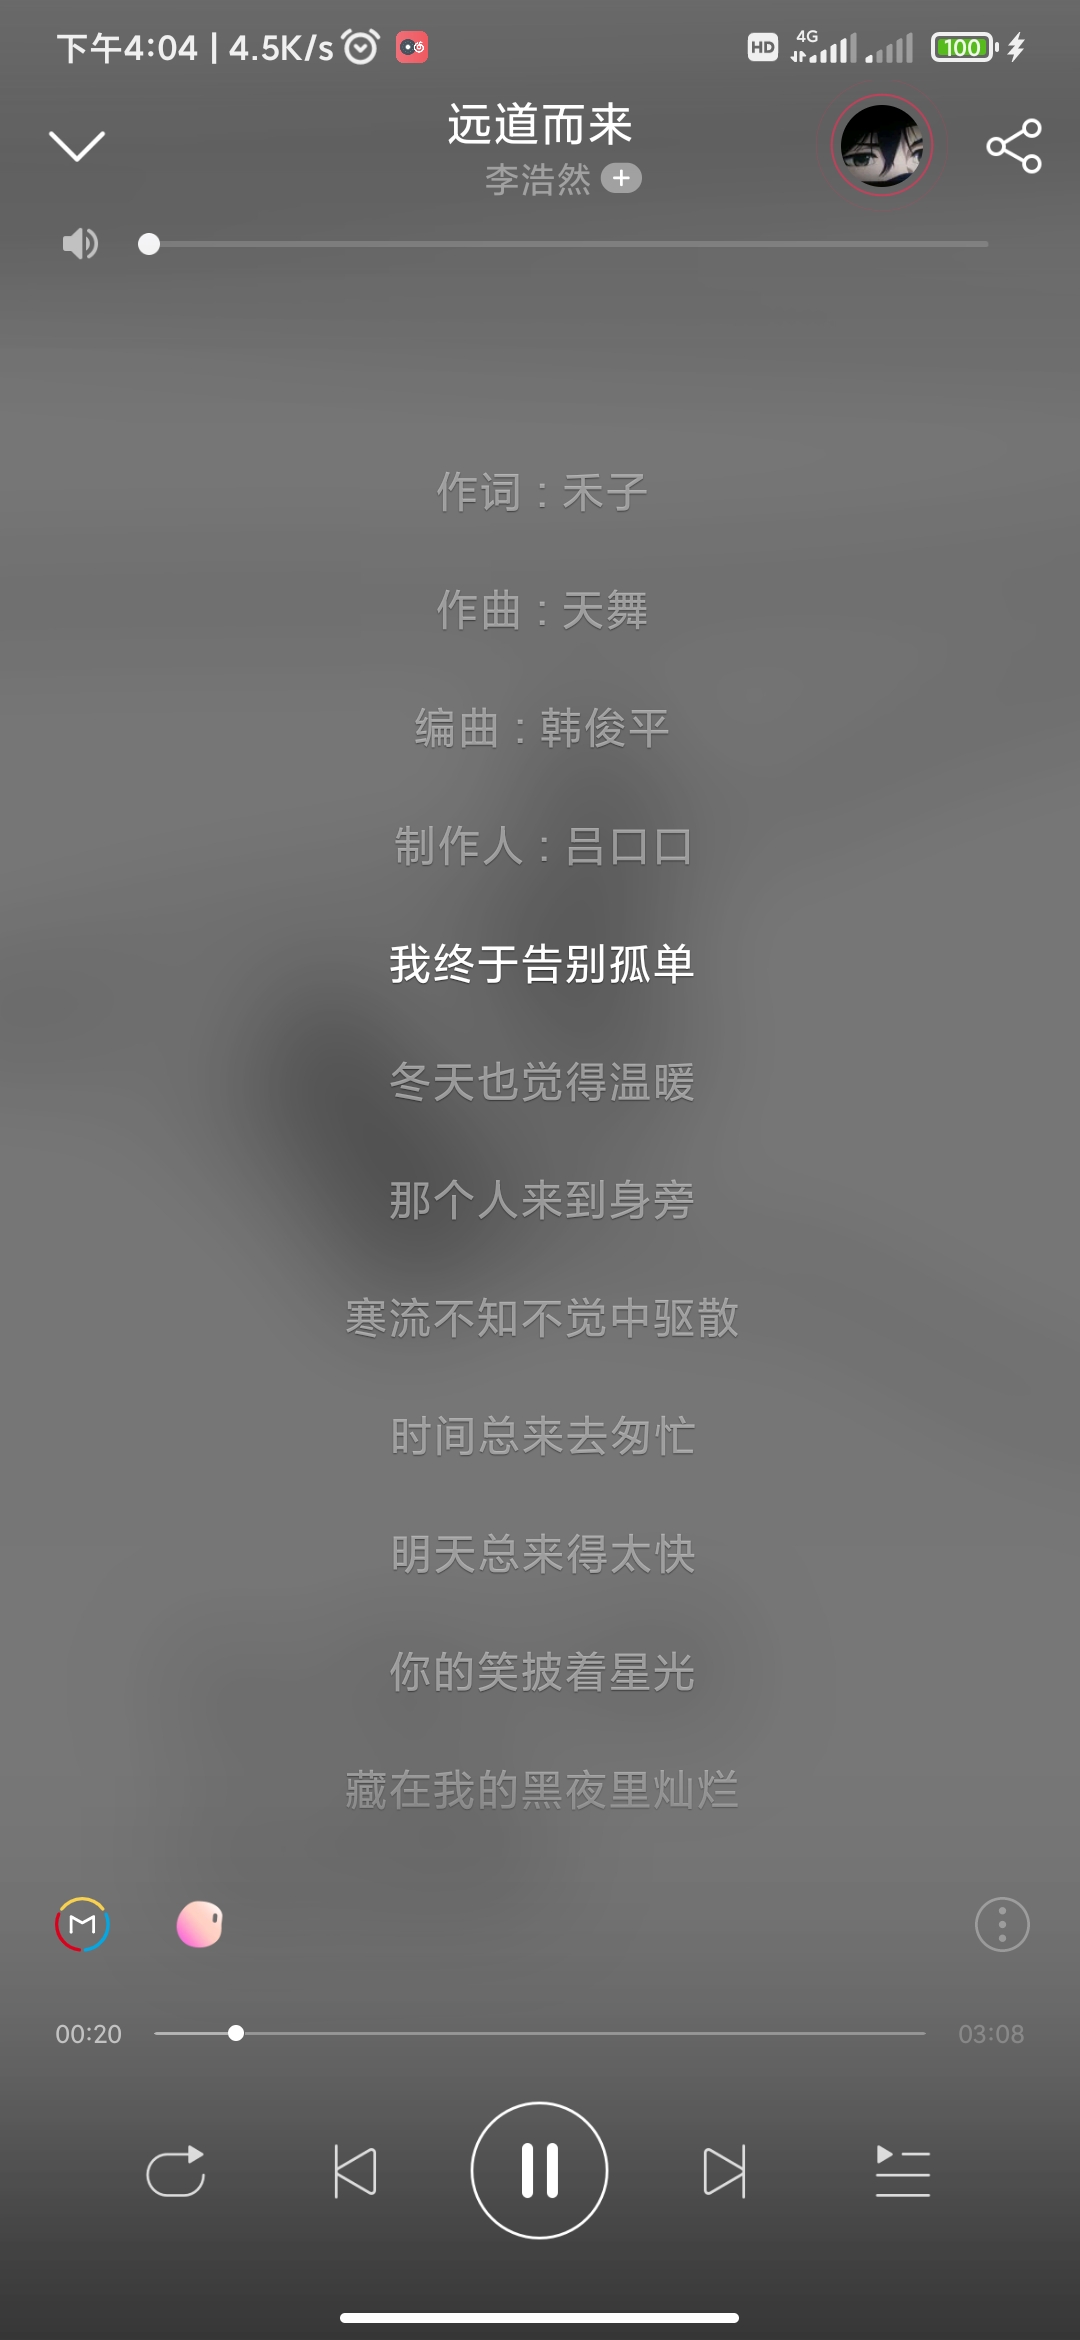 下午4:04 | 4.5K/s HD 4G 100
远道而来
李浩然
作词：禾子
作曲：天舞
编曲：韩俊平
制作人：吕口口
我终于告别孤单
冬天也觉得温暖
那个人来到身旁
寒流不知不觉中驱散
时间总来去匆忙
明天总来得太快
你的笑披着星光
藏在我的黑夜里灿烂
M
00:20 03:08